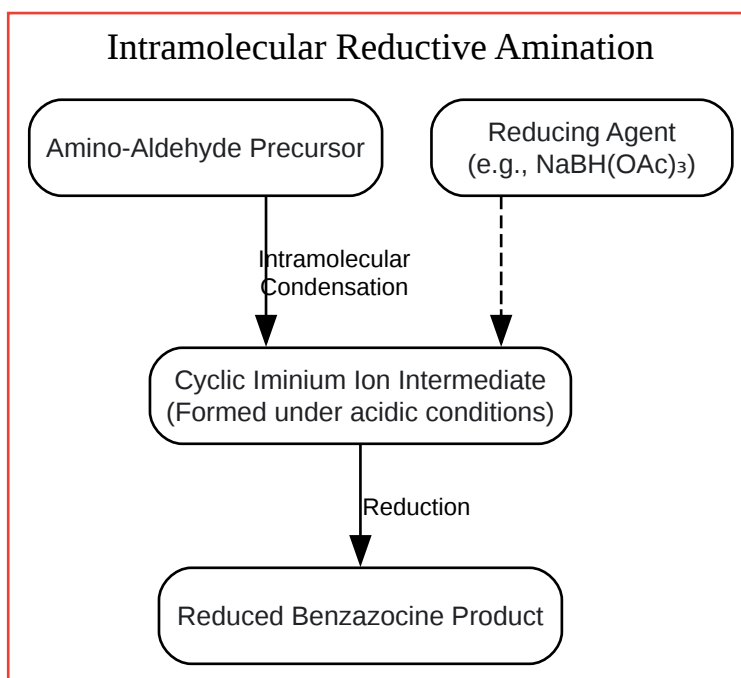 Intramolecular Reductive Amination
Amino-Aldehyde Precursor
Reducing Agent
(e.g., NaBH(OAc)₃)
Intramolecular
Condensation
Cyclic Iminium Ion Intermediate
(Formed under acidic conditions)
Reduction
Reduced Benzazocine Product